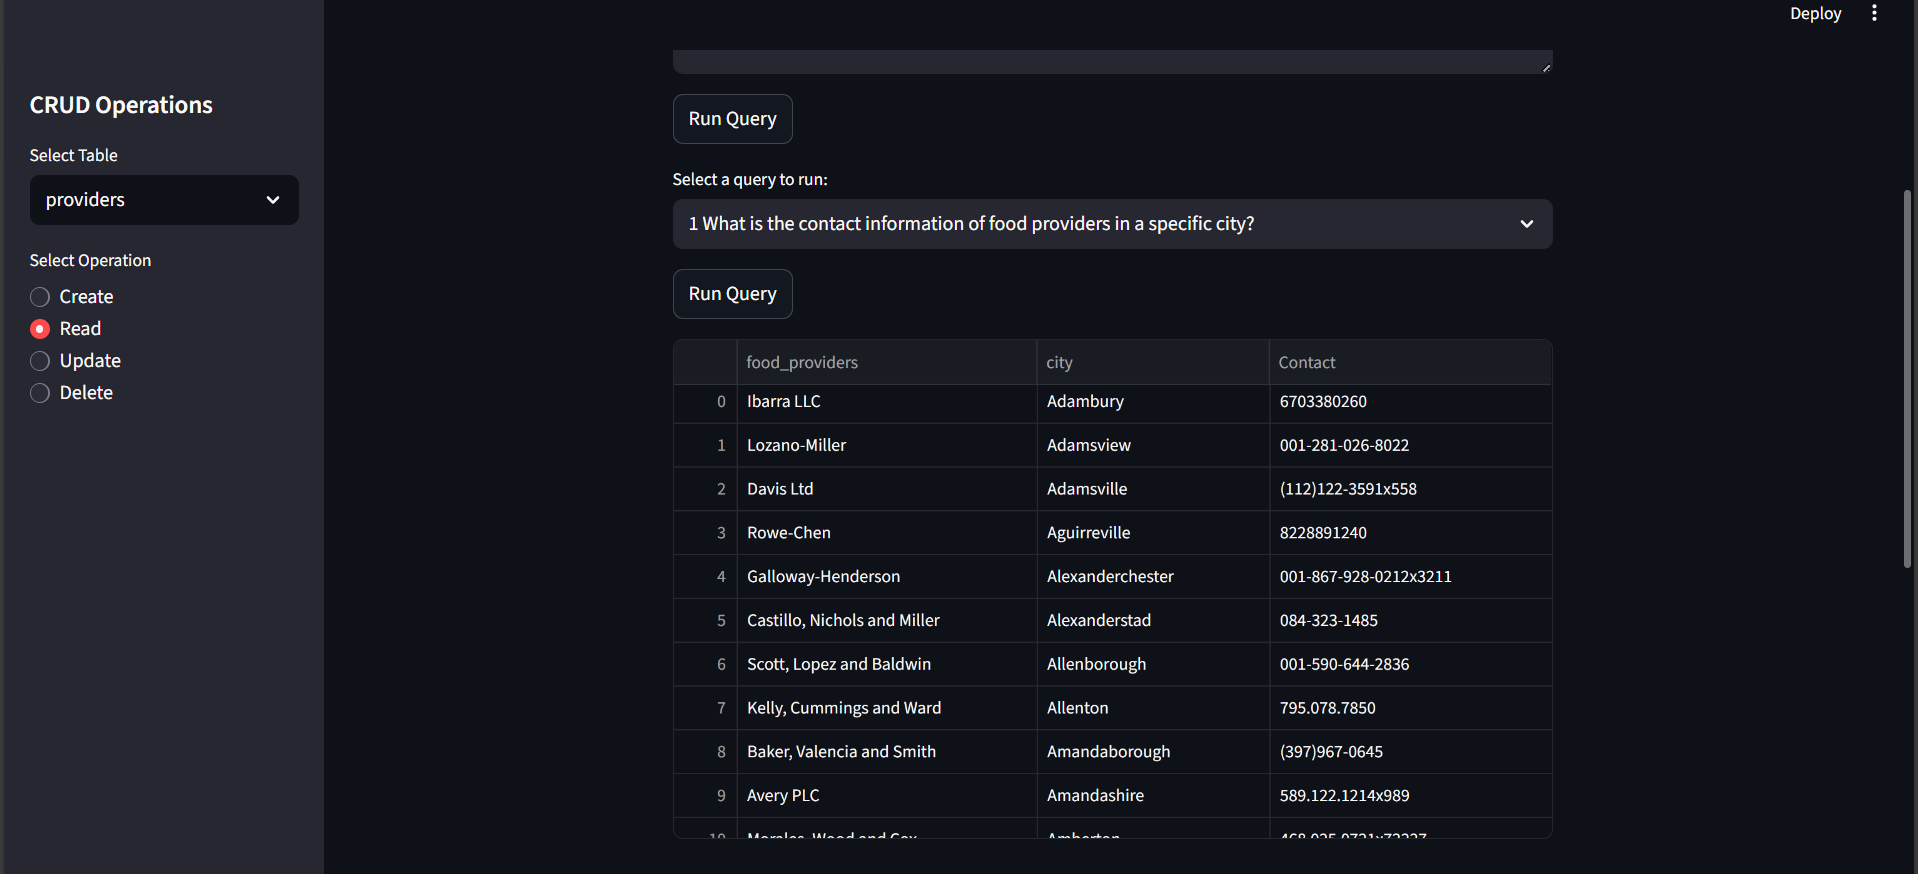 Deploy
CRUD Operations
Select Table
providers
Select Operation
Create
Read
Update
Delete
Run Query
Select a query to run:
1 What is the contact information of food providers in a specific city?
Run Query
food_providers city Contact
0 Ibarra LLC Adambury 6703380260
1 Lozano-Miller Adamsview 001-281-026-8022
2 Davis Ltd Adamsville (112)122-3591x558
3 Rowe-Chen Aguirreville 8228891240
4 Galloway-Henderson Alexanderchester 001-867-928-0212x3211
5 Castillo, Nichols and Miller Alexanderstad 084-323-1485
6 Scott, Lopez and Baldwin Allenborough 001-590-644-2836
7 Kelly, Cummings and Ward Allenton 795.078.7850
8 Baker, Valencia and Smith Amandaborough (397)967-0645
9 Avery PLC Amandashire 589.122.1214x989
10 Morales, Wood and Cox Amberton